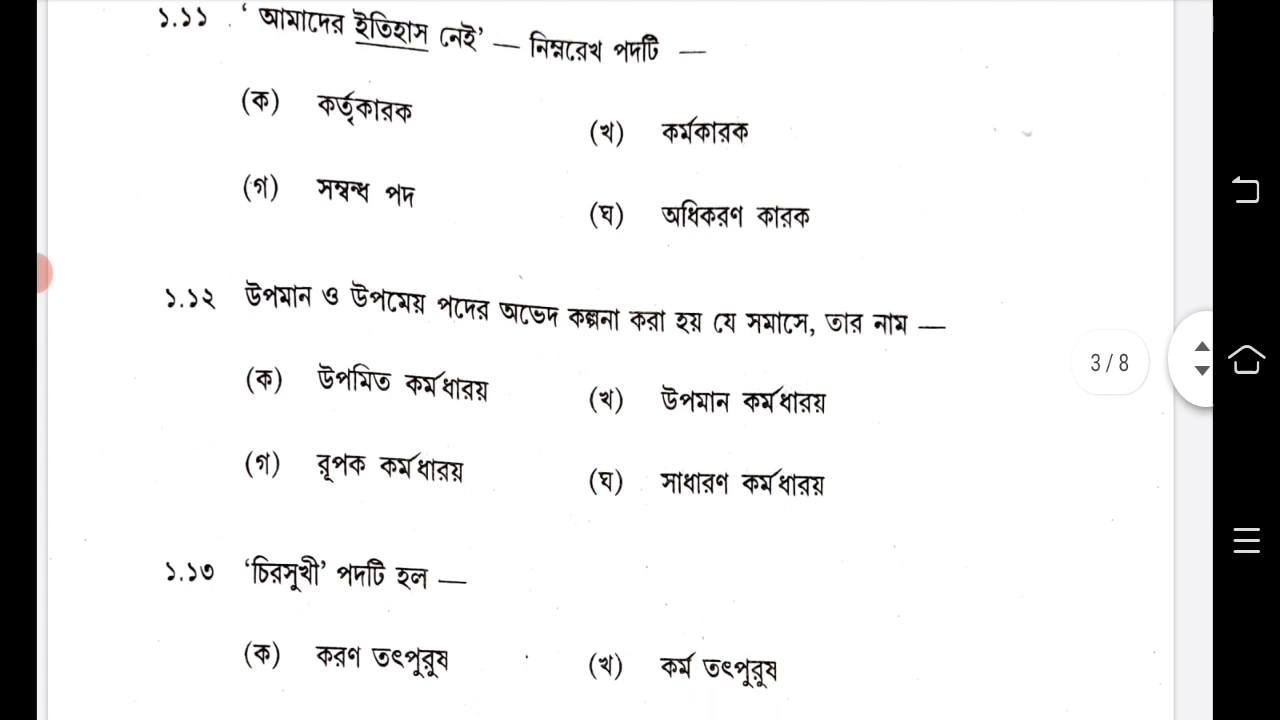 ১.১১ . ‘ আমাদের ইতিহাস নেই’ — নিম্নরেখ পদটি —
(ক) কর্তৃকারক
(খ) কর্মকারক
(গ) সম্বন্ধ পদ
(ঘ) অধিকরণ কারক
১.১২ উপমান ও উপমেয় পদের অভেদ কল্পনা করা হয় যে সমাসে, তার নাম —
(ক) উপমিত কর্মধারয়
(খ) উপমান কর্মধারয়
(গ) রূপক কর্মধারয়
(ঘ) সাধারণ কর্মধারয়
3 / 8
১.১৩ ‘চিরসুখী’ পদটি হল —
(ক) করণ তৎপুরুষ
(খ) কর্ম তৎপুরুষ